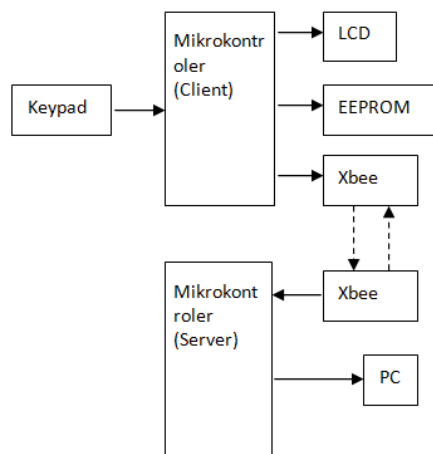 Mikrokontr
oler
(Client)
LCD
Keypad
EEPROM
Xbee
Mikrokont
roler
(Server)
Xbee
PC